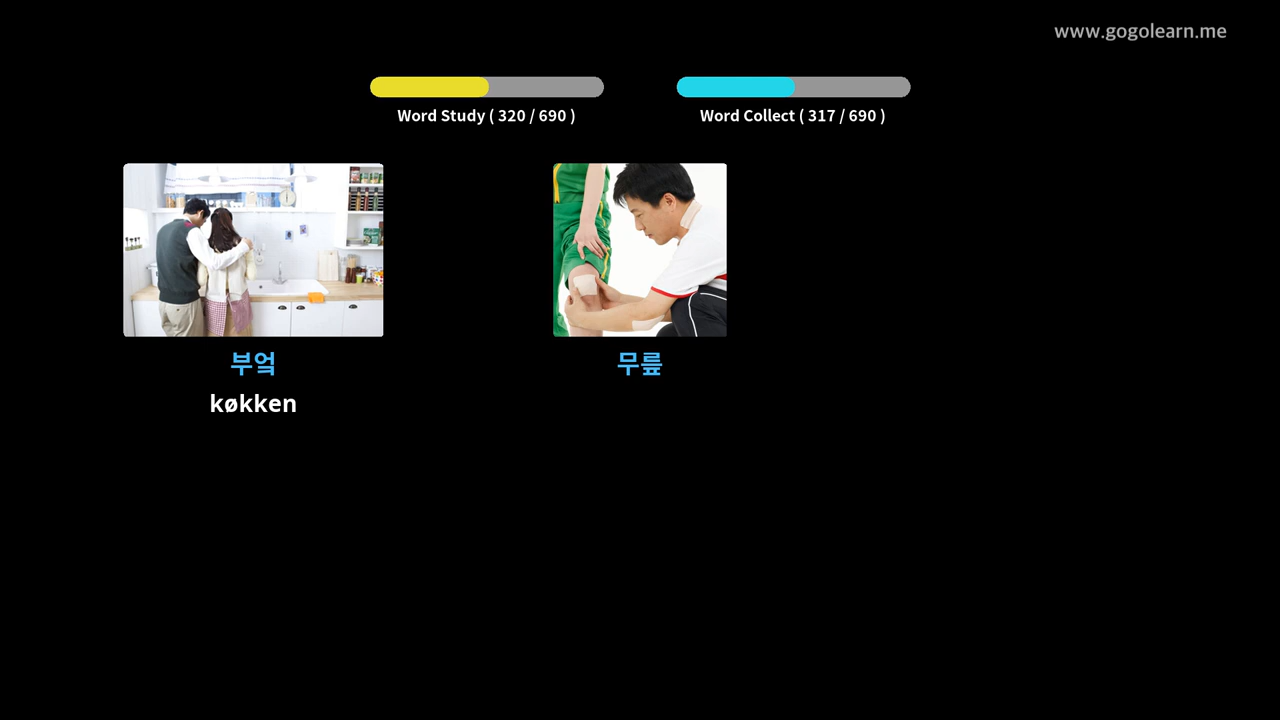 www.gogolearn.me
Word Study ( 320 / 690 )
Word Collect ( 317 / 690 )
부엌
무릎
køkken